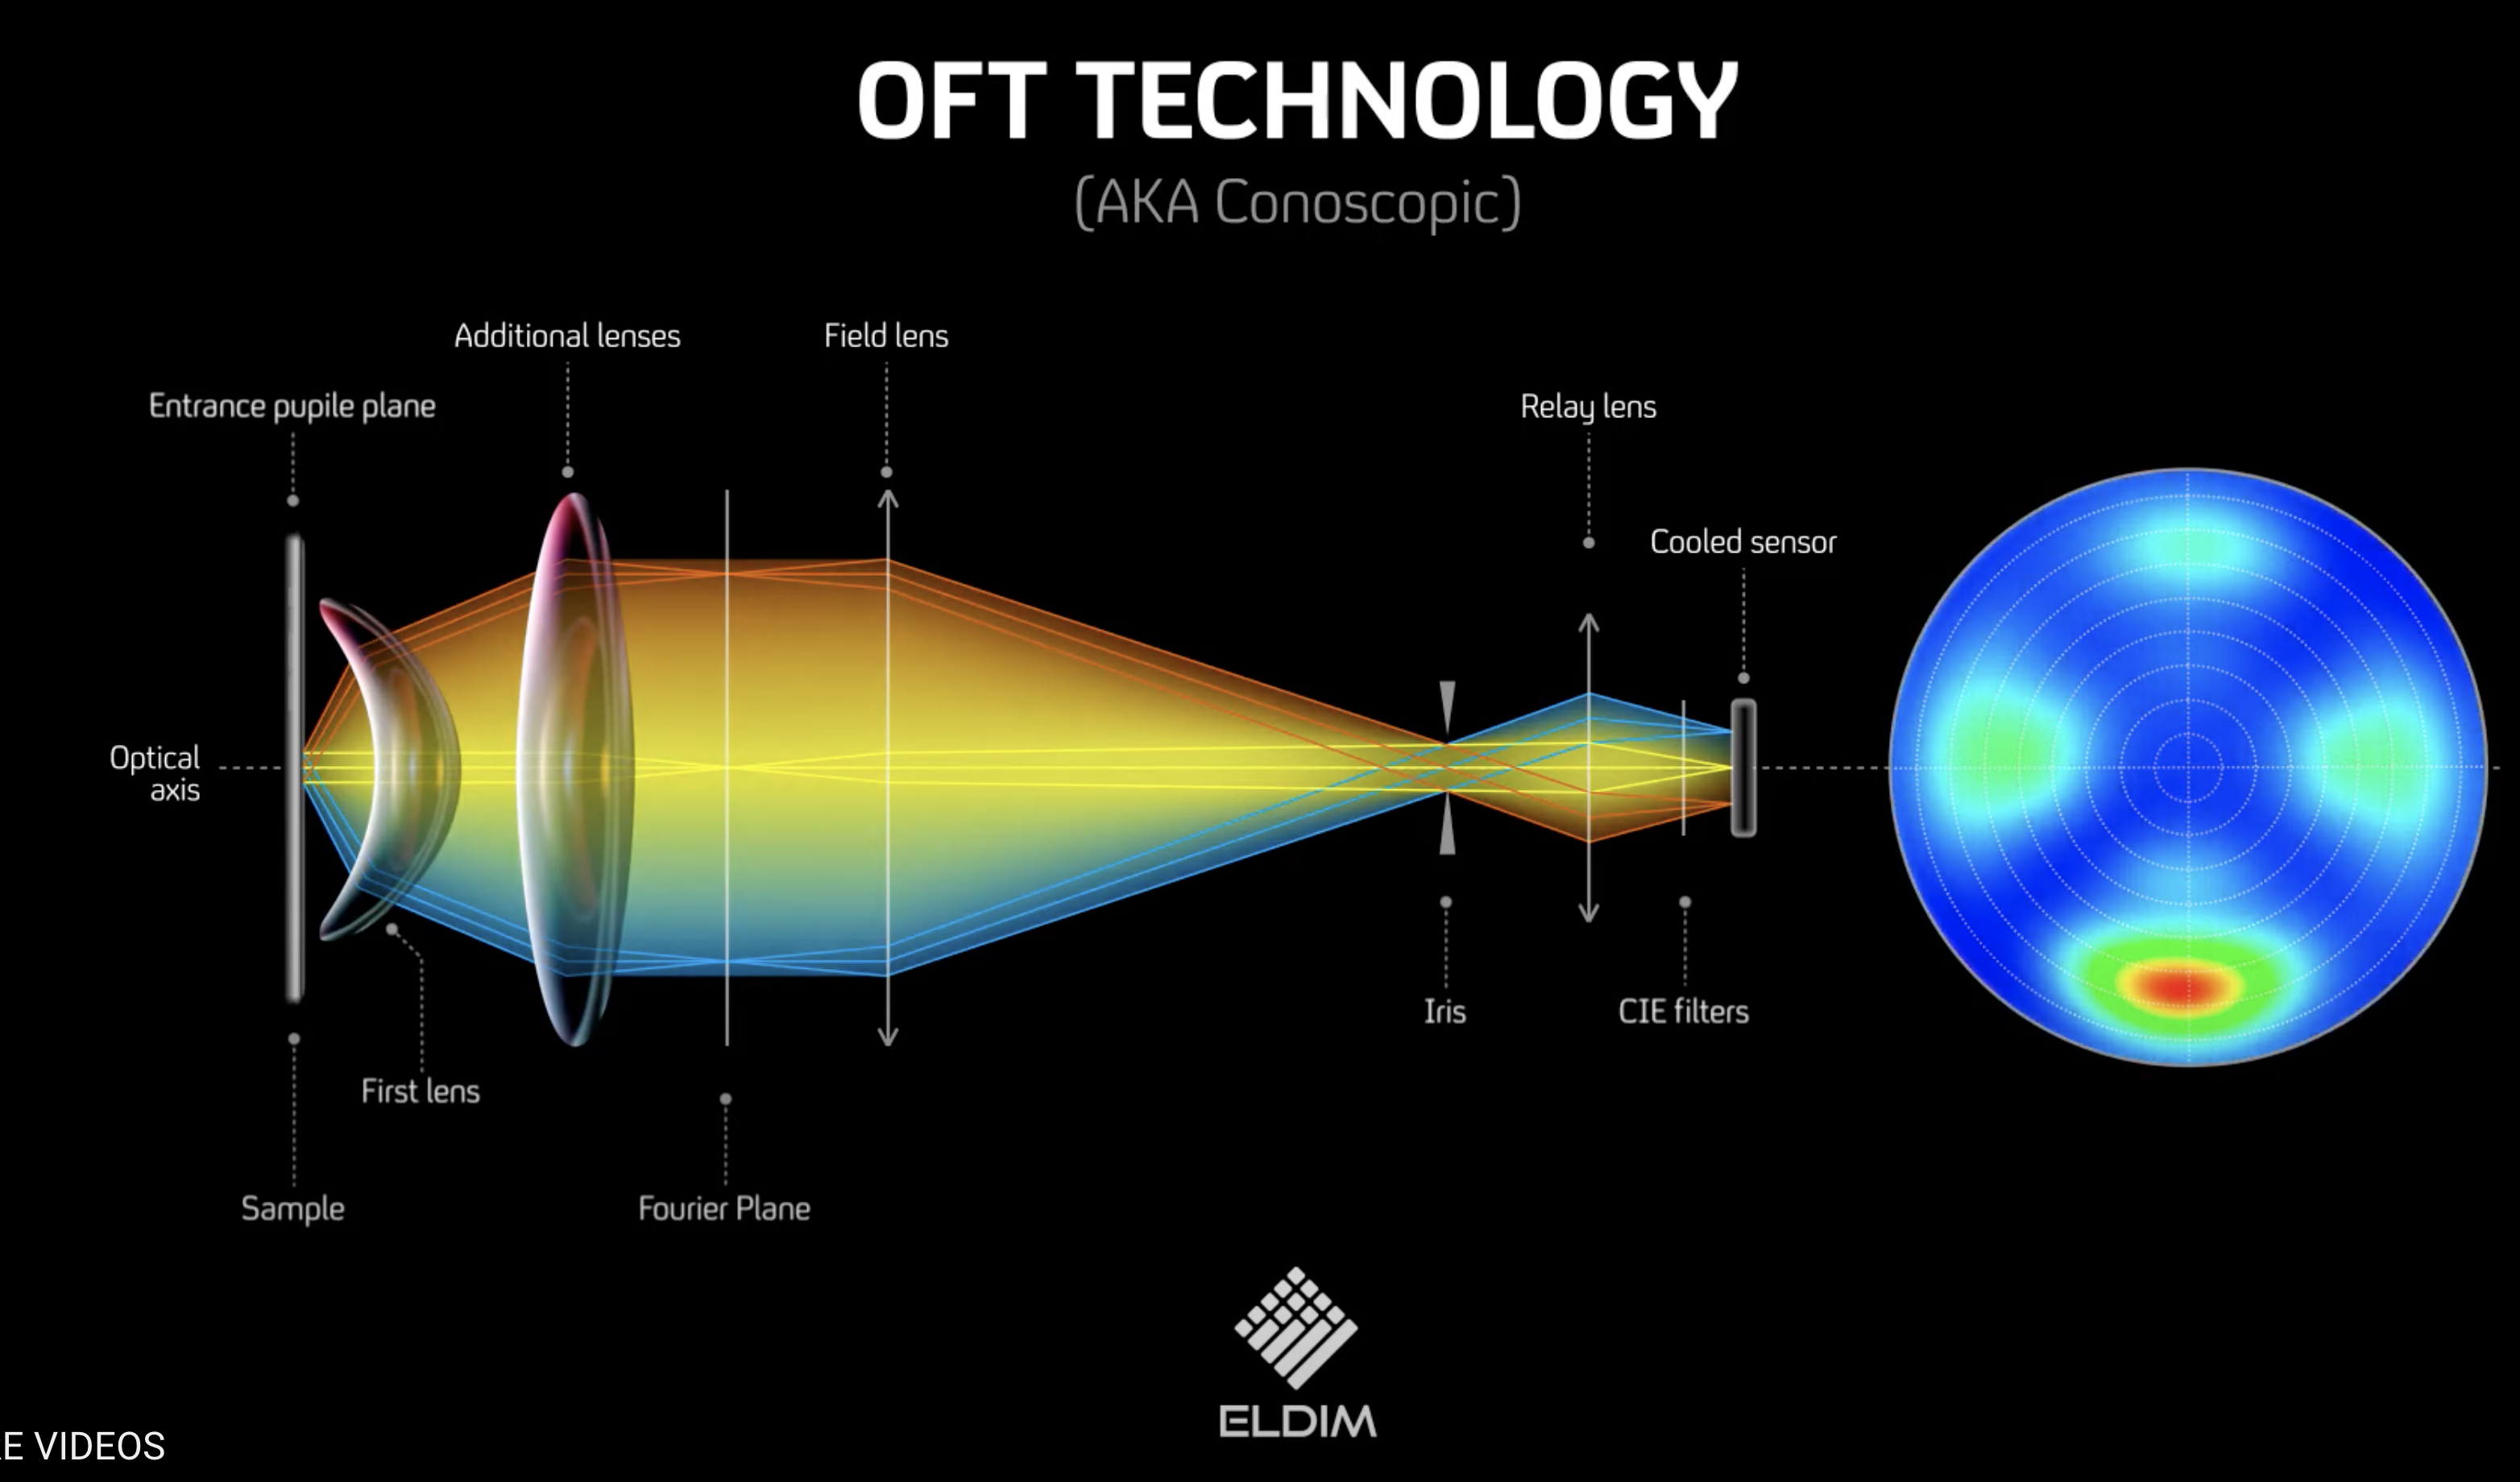 OFT TECHNOLOGY
(AKA Conoscopic)
Additional lenses
Field lens
Entrance pupile plane
Relay lens
Cooled sensor
Optical
axis
Iris
CIE filters
First lens
Sample
Fourier Plane
ELDIM
E VIDEOS